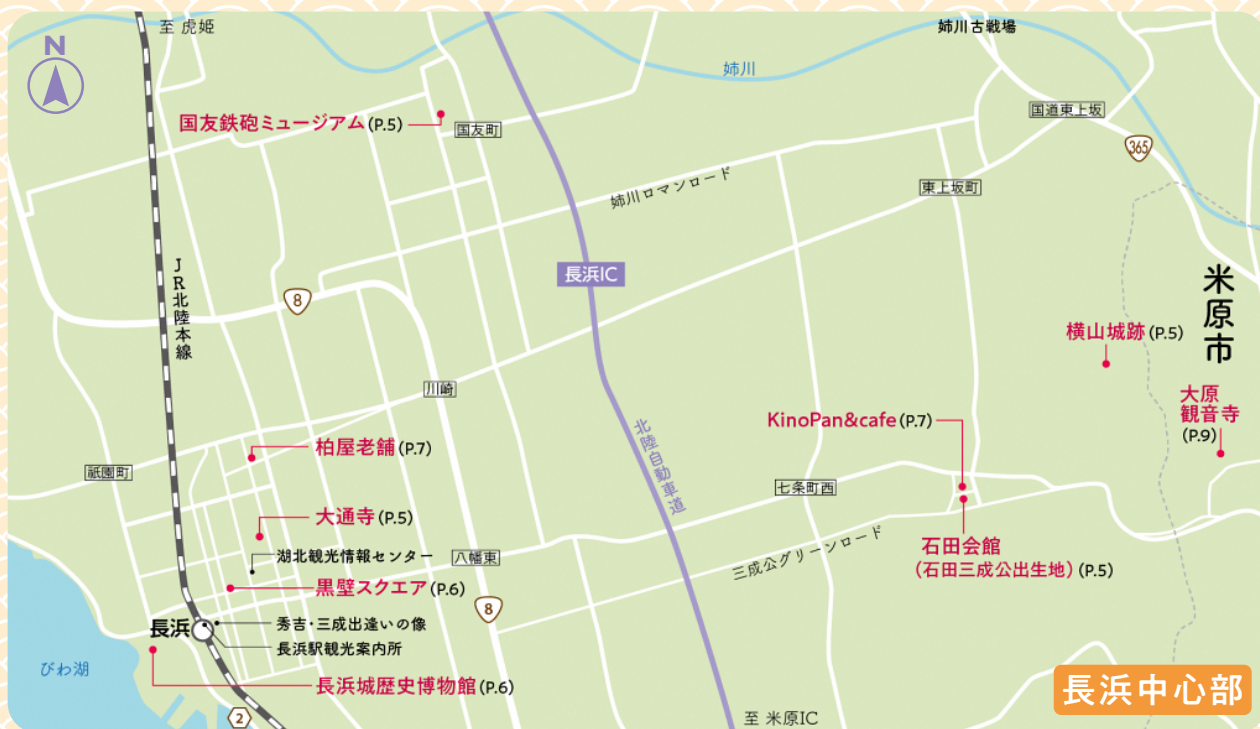 至 虎姫
姉川古戦場
N
姉川
国道東上坂
国友鉄砲ミュージアム(P.5)
国友町
365
姉川ロマンロード
東上坂町
長浜IC
JR北陸本線
8
米原市
横山城跡(P.5)
川崎
大原
観音寺
(P.9)
KinoPan&cafe(P.7)
北陸自動車道
柏屋老舗(P.7)
祇園町
七条町西
大通寺(P.5)
三成公グリーンロード
石田会館
(石田三成公出生地)(P.5)
湖北観光情報センター
八幡東
黒壁スクエア(P.6)
8
長浜
秀吉・三成出逢いの像
長浜駅観光案内所
びわ湖
長浜城歴史博物館(P.6)
2
至 米原IC
長浜中心部